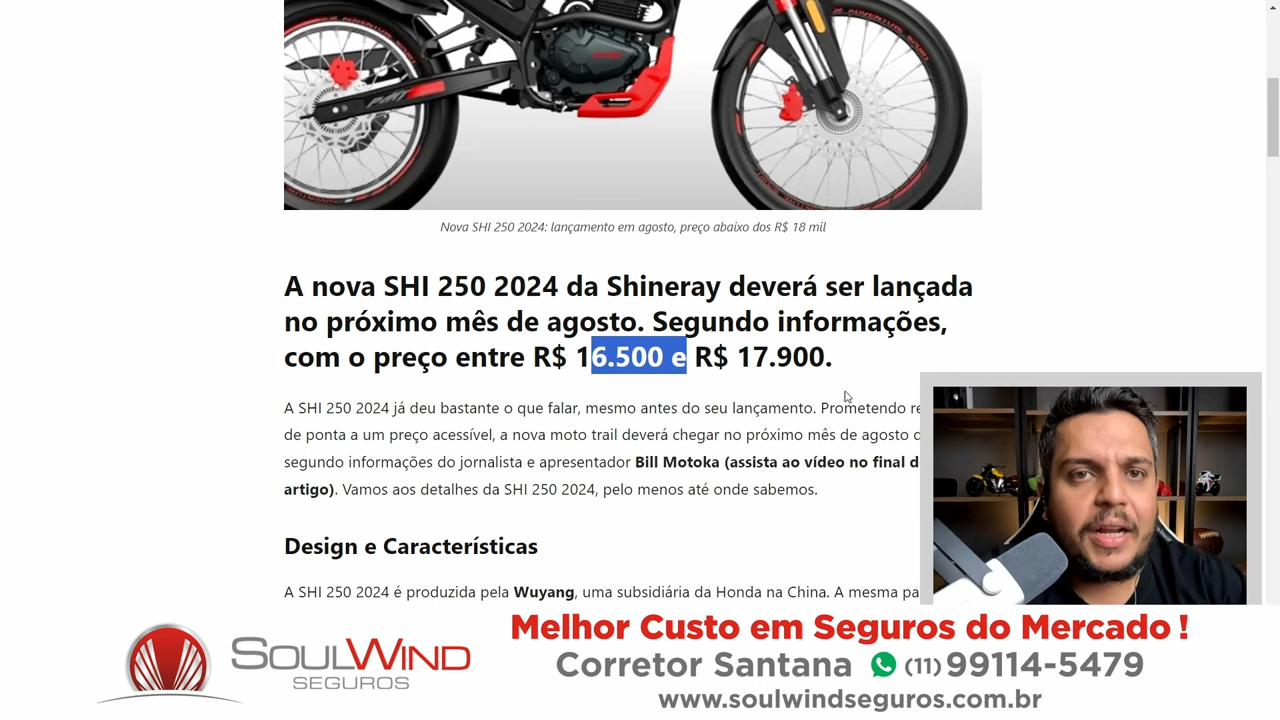 Nova SHI 250 2024: lançamento em agosto, preço abaixo dos R$ 18 mil
A nova SHI 250 2024 da Shineray deverá ser lançada
no próximo mês de agosto. Segundo informações,
com o preço entre R$ 16.500 e R$ 17.900.
A SHI 250 2024 já deu bastante o que falar, mesmo antes do seu lançamento. Prometendo
de ponta a um preço acessível, a nova moto trail deverá chegar no próximo mês de agosto
segundo informações do jornalista e apresentador Bill Motoka (assista ao vídeo no final
artigo). Vamos aos detalhes da SHI 250 2024, pelo menos até onde sabemos.
Design e Características
A SHI 250 2024 é produzida pela Wuyang, uma subsidiária da Honda na China. A mesma
SOULWIND
SEGUROS
Melhor Custo em Seguros do Mercado !
Corretor Santana (11) 99114-5479
www.soulwindseguros.com.br